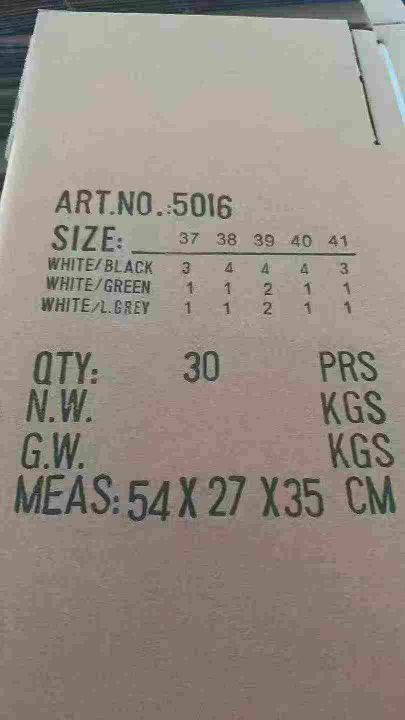 ART.NO.:5016
SIZE: 37 38 39 40 41
WHITE/BLACK 3 4 4 4 3
WHITE/GREEN 1 1 2 1 1
WHITE/L.GREY 1 1 2 1 1
QTY: 30 PRS
N.W. KGS
G.W. KGS
MEAS: 54 X 27 X 35 CM